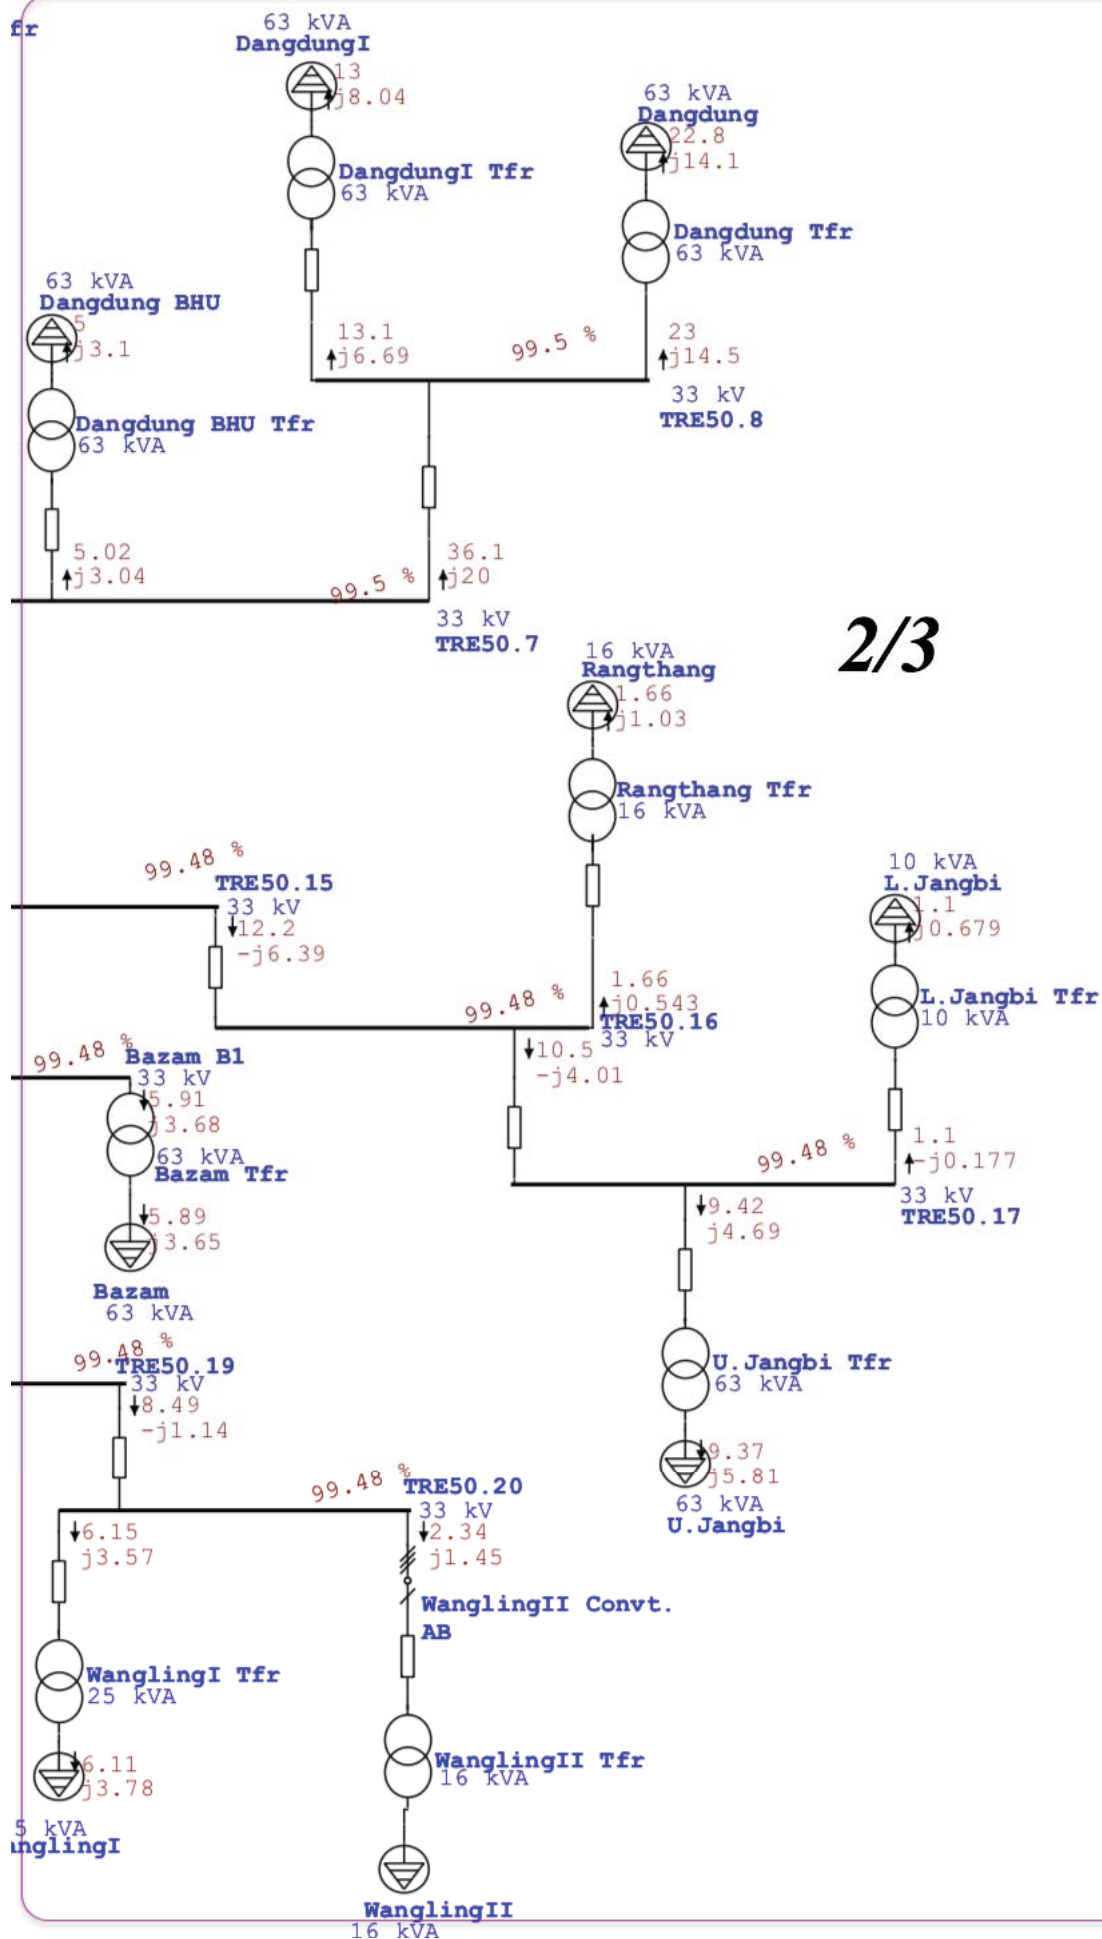 fr
63 kVA
DangdungI
13
j8.04
DangdungI Tfr
63 kVA
63 kVA
Dangdung
22.8
j14.1
Dangdung Tfr
63 kVA
63 kVA
Dangdung BHU
5
j3.1
Dangdung BHU Tfr
63 kVA
13.1
j6.69
99.5 %
23
j14.5
33 kV
TRE50.8
5.02
j3.04
99.5 %
36.1
j20
33 kV
TRE50.7
2/3
16 kVA
Rangthang
1.66
j1.03
Rangthang Tfr
16 kVA
99.48 %
TRE50.15
33 kV
12.2
-j6.39
10 kVA
L.Jangbi
1.1
j0.679
L.Jangbi Tfr
10 kVA
99.48 %
1.66
j0.543
TRE50.16
33 kV
10.5
-j4.01
99.48 %
Bazam B1
33 kV
5.91
j3.68
63 kVA
Bazam Tfr
5.89
j3.65
Bazam
63 kVA
99.48 %
1.1
-j0.177
33 kV
TRE50.17
9.42
j4.69
U.Jangbi Tfr
63 kVA
9.37
j5.81
63 kVA
U.Jangbi
99.48 %
TRE50.19
33 kV
8.49
-j1.14
99.48 %
TRE50.20
33 kV
6.15
j3.57
2.34
j1.45
WanglingII Convt.
AB
WanglingI Tfr
25 kVA
6.11
j3.78
5 kVA
anglingI
WanglingII Tfr
16 kVA
WanglingII
16 kVA